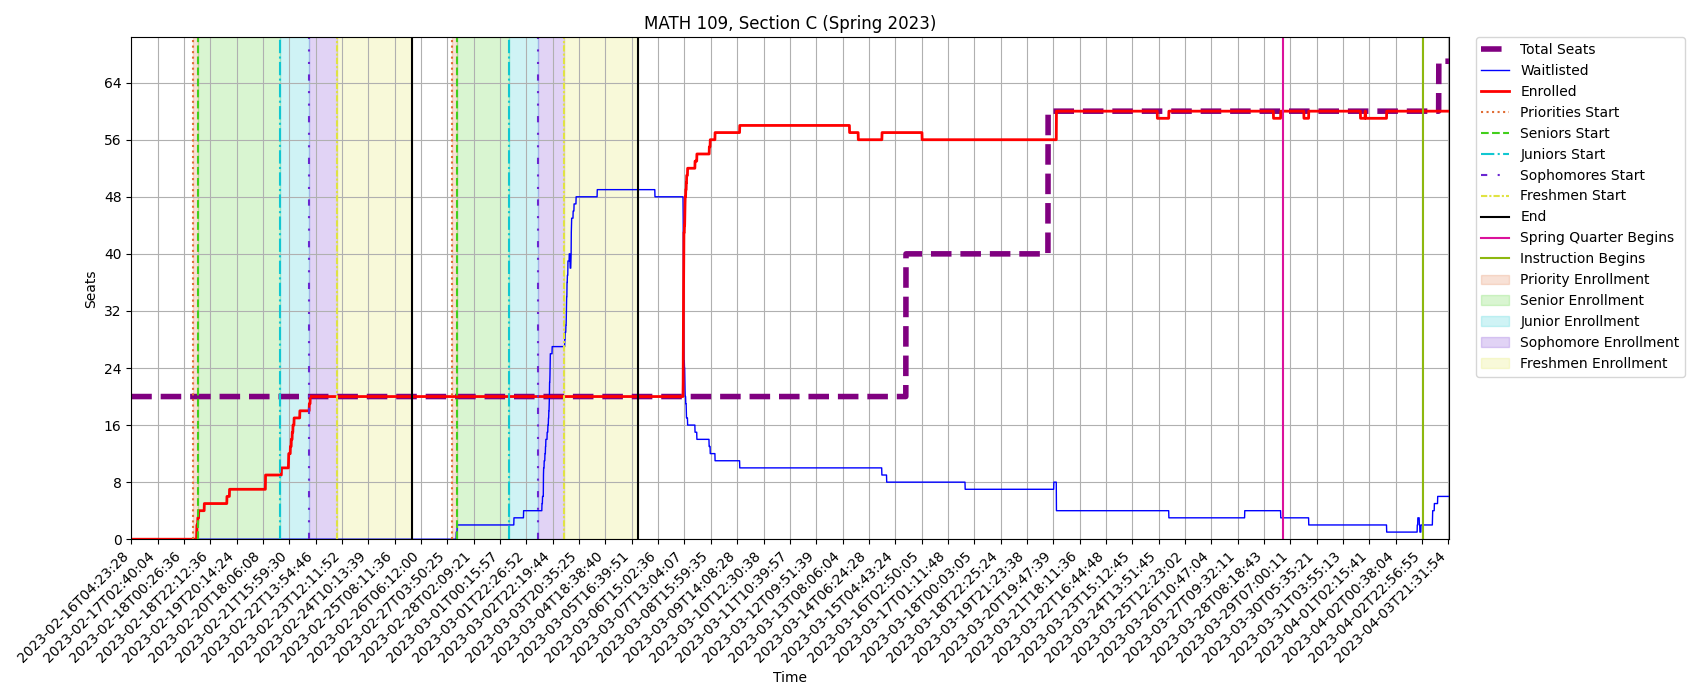 MATH 109, Section C (Spring 2023)
Seats
64
56
48
40
32
24
16
8
0
2023-02-16T04:23:28
2023-02-17T02:40:04
2023-02-18T00:26:36
2023-02-18T22:12:36
2023-02-19T20:14:24
2023-02-20T18:06:08
2023-02-21T15:59:30
2023-02-22T13:54:46
2023-02-23T12:11:52
2023-02-24T10:13:39
2023-02-25T08:11:36
2023-02-26T06:12:00
2023-02-27T03:50:25
2023-02-28T02:09:21
2023-03-01T00:15:57
2023-03-01T22:26:52
2023-03-02T22:19:44
2023-03-03T20:35:25
2023-03-04T18:38:40
2023-03-05T16:39:51
2023-03-06T15:02:36
2023-03-07T13:04:07
2023-03-08T15:59:35
2023-03-09T14:08:28
2023-03-10T12:30:38
2023-03-11T10:39:57
2023-03-12T09:51:39
2023-03-13T08:06:04
2023-03-14T06:24:28
2023-03-15T04:43:24
2023-03-16T02:50:05
2023-03-17T01:11:48
2023-03-18T00:03:05
2023-03-18T22:25:24
2023-03-19T21:23:38
2023-03-20T19:47:39
2023-03-21T18:11:36
2023-03-22T16:44:48
2023-03-23T15:12:45
2023-03-24T13:51:45
2023-03-25T12:23:02
2023-03-26T10:47:04
2023-03-27T09:32:11
2023-03-28T08:18:43
2023-03-29T07:00:11
2023-03-30T05:35:21
2023-03-31T03:55:13
2023-04-01T02:15:41
2023-04-02T00:38:04
2023-04-02T22:56:55
2023-04-03T21:31:54
Time
Total Seats
Waitlisted
Enrolled
Priorities Start
Seniors Start
Juniors Start
Sophomores Start
Freshmen Start
End
Spring Quarter Begins
Instruction Begins
Priority Enrollment
Senior Enrollment
Junior Enrollment
Sophomore Enrollment
Freshmen Enrollment